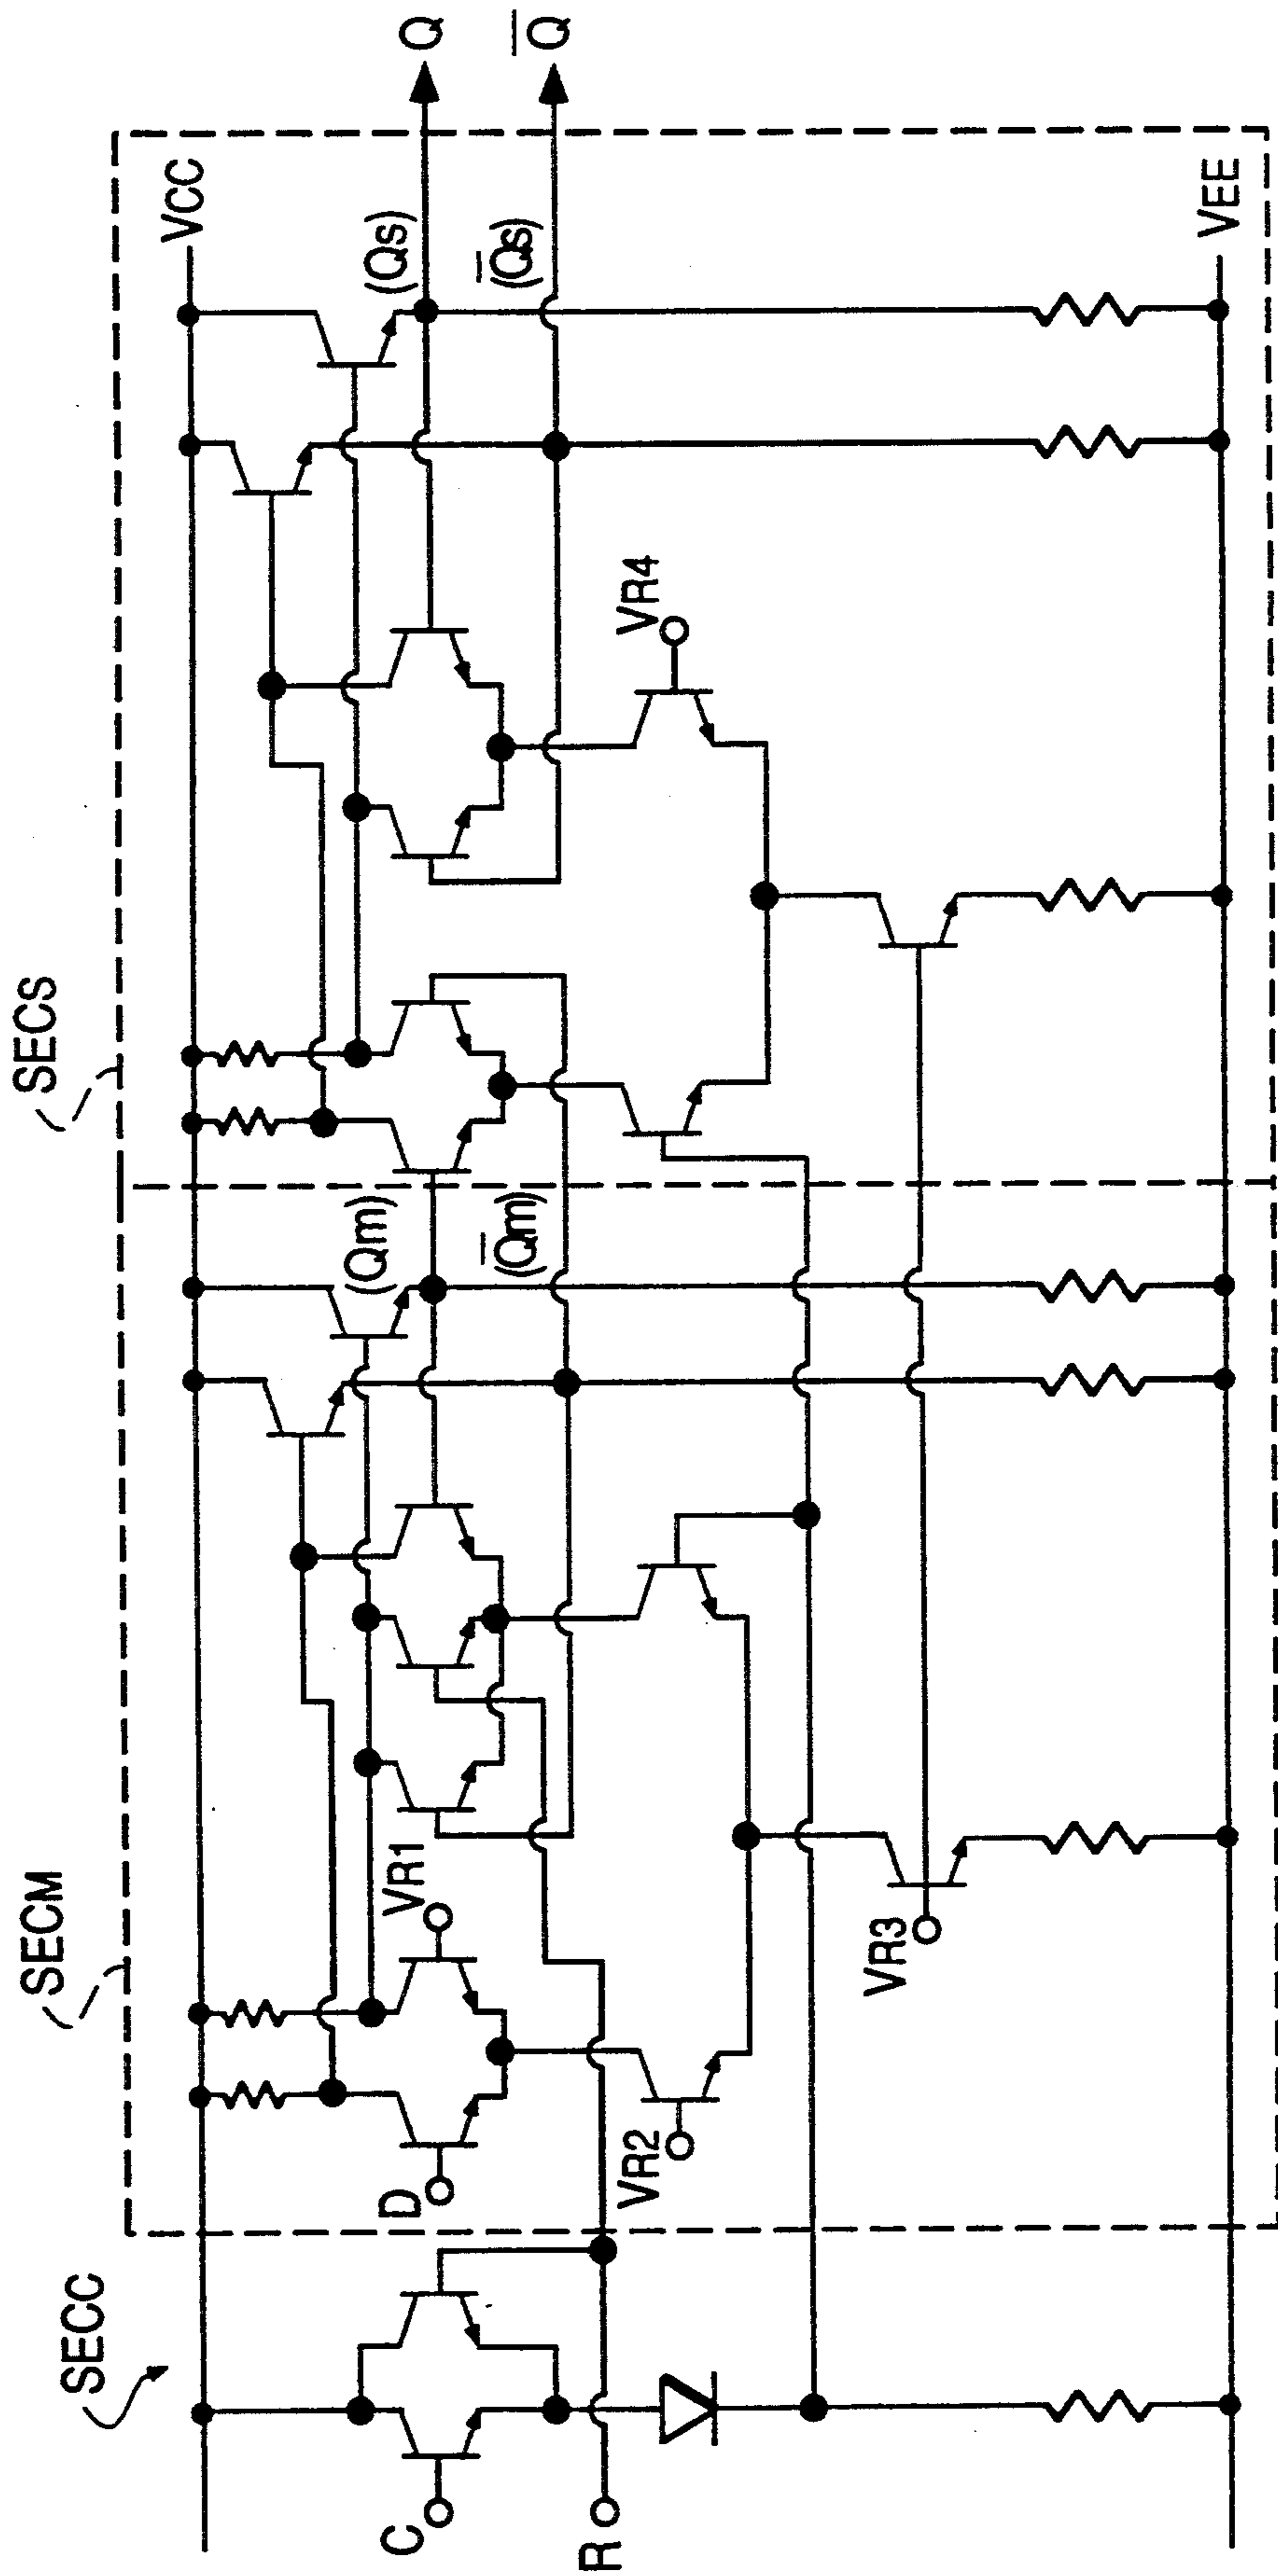 SECC
SECM
SECS
VCC
C
R
D
VR1
VR2
VR3
(Qm)
(Q̅m)
VR4
(Qs)
(Q̅s)
Q
Q̅
VEE